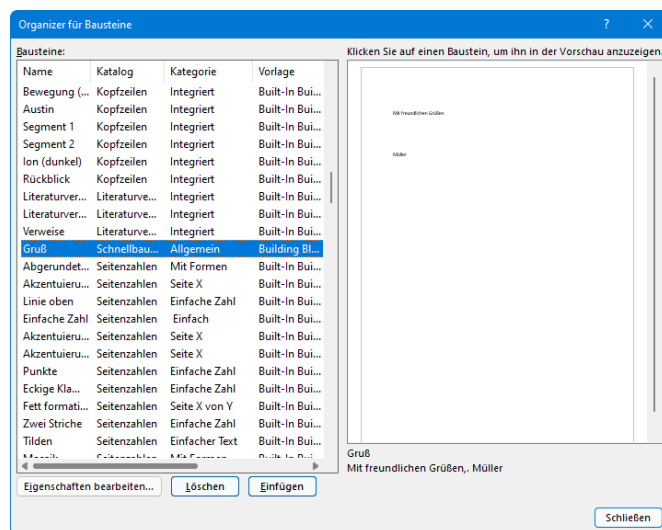 Organizer für Bausteine
Bausteine:
Klicken Sie auf einen Baustein, um ihn in der Vorschau anzuzeigen.
Name Katalog Kategorie Vorlage
Bewegung (... Kopfzeilen Integriert Built-In Bui...
Austin Kopfzeilen Integriert Built-In Bui...
Segment 1 Kopfzeilen Integriert Built-In Bui...
Segment 2 Kopfzeilen Integriert Built-In Bui...
Ion (dunkel) Kopfzeilen Integriert Built-In Bui...
Rückblick Kopfzeilen Integriert Built-In Bui...
Literaturver... Literaturve... Integriert Built-In Bui...
Literaturver... Literaturve... Integriert Built-In Bui...
Verweise Literaturve... Integriert Built-In Bui...
Gruß Schnellbau... Allgemein Building Bl...
Abgerundet... Seitenzahlen Mit Formen Built-In Bui...
Akzentuieru... Seitenzahlen Seite X Built-In Bui...
Linie oben Seitenzahlen Einfache Zahl Built-In Bui...
Einfache Zahl Seitenzahlen Einfach Built-In Bui...
Akzentuieru... Seitenzahlen Seite X Built-In Bui...
Akzentuieru... Seitenzahlen Seite X Built-In Bui...
Punkte Seitenzahlen Einfache Zahl Built-In Bui...
Eckige Kla... Seitenzahlen Einfache Zahl Built-In Bui...
Fett formati... Seitenzahlen Seite X von Y Built-In Bui...
Zwei Striche Seitenzahlen Einfache Zahl Built-In Bui...
Tilden Seitenzahlen Einfacher Text Built-In Bui...
Mosaik Seitenzahlen Mit Formen Built-In Bui...
Mit freundlichen Grüßen
Müller
Gruß
Mit freundlichen Grüßen,. Müller
Eigenschaften bearbeiten... Löschen Einfügen
Schließen